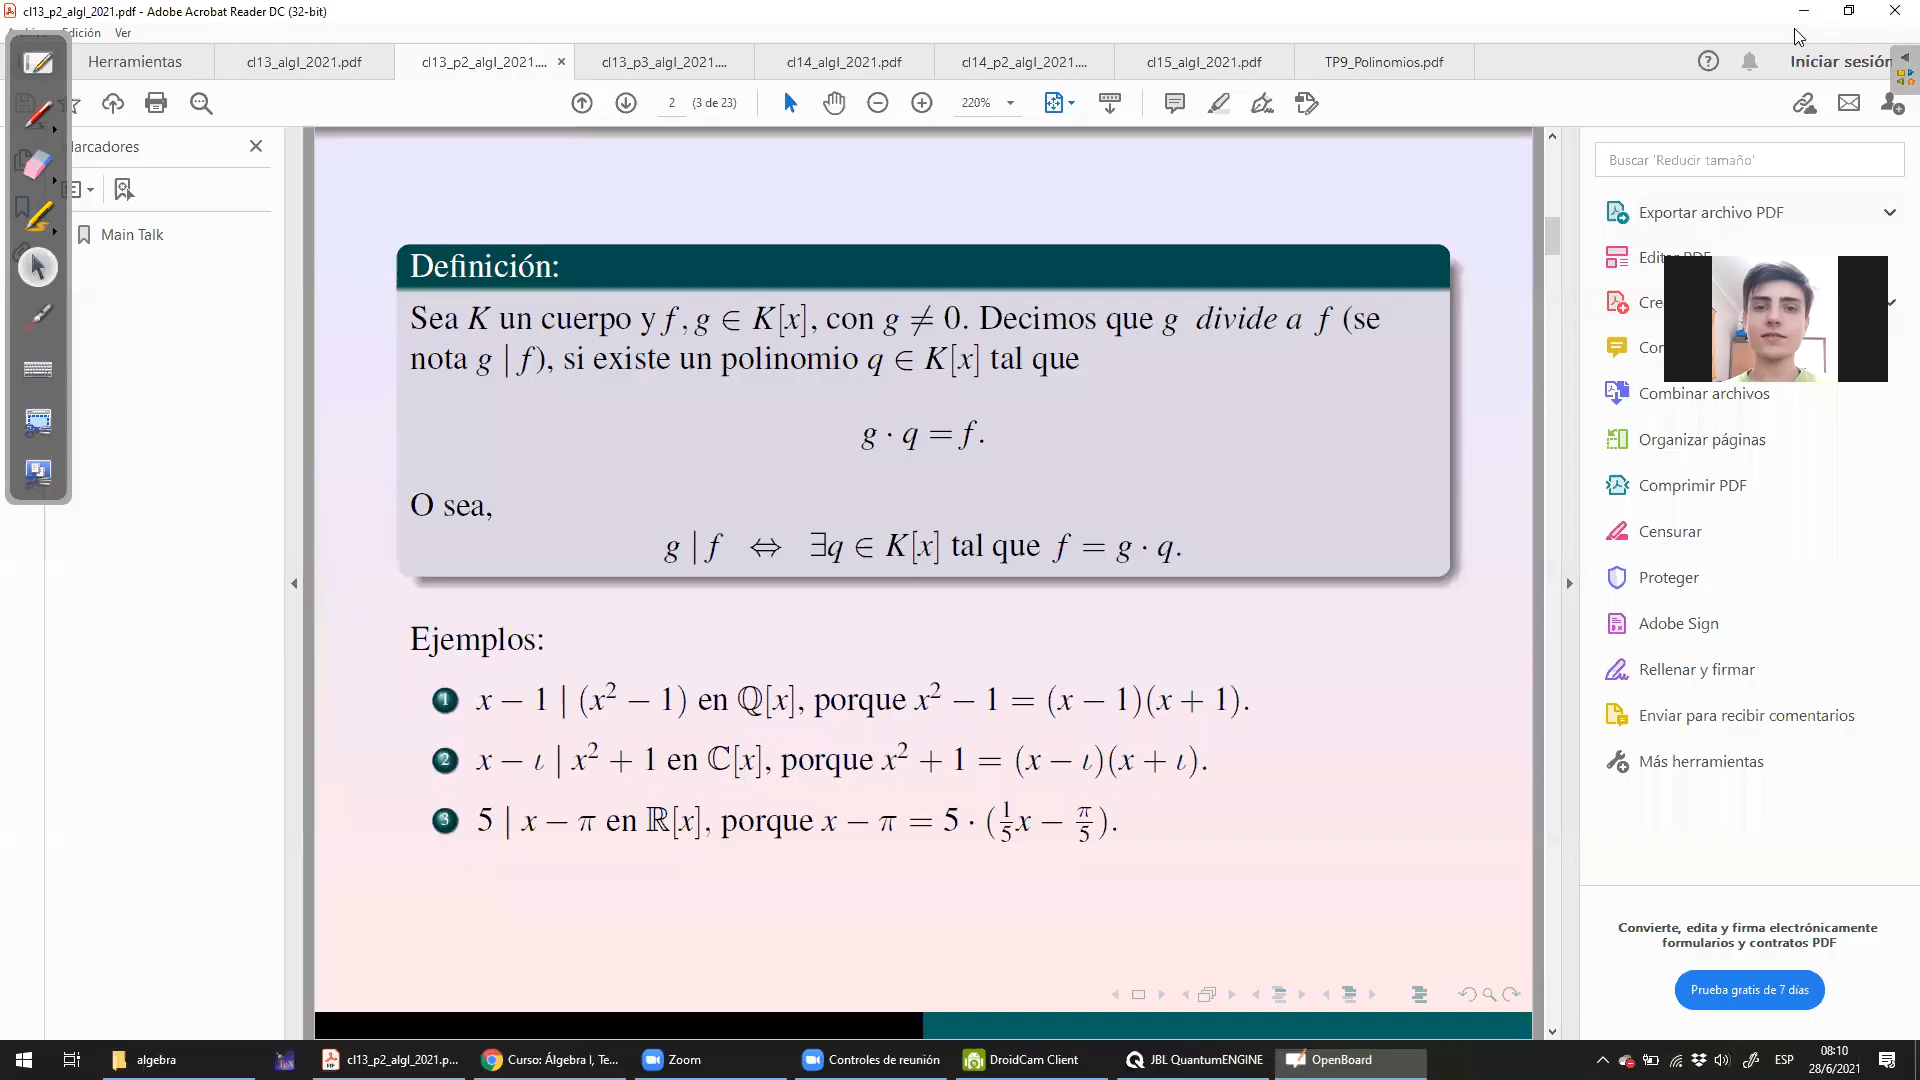 cl13_p2_algI_2021.pdf - Adobe Acrobat Reader DC (32-bit)
Edición Ver
Herramientas
cl13_algI_2021.pdf
cl13_p2_algI_2021....
cl13_p3_algI_2021....
cl14_algI_2021.pdf
cl14_p2_algI_2021....
cl15_algI_2021.pdf
TP9_Polinomios.pdf
Iniciar sesión
2 (3 de 23)
220%
Marcadores
Main Talk
Definición:
Sea K un cuerpo y f, g ∈ K[x], con g ≠ 0. Decimos que g divide a f (se
nota g | f), si existe un polinomio q ∈ K[x] tal que
g · q = f.
O sea,
g | f ⇔ ∃q ∈ K[x] tal que f = g · q.
Ejemplos:
1 x − 1 | (x² − 1) en ℚ[x], porque x² − 1 = (x − 1)(x + 1).
2 x − ι | x² + 1 en ℂ[x], porque x² + 1 = (x − ι)(x + ι).
3 5 | x − π en ℝ[x], porque x − π = 5 · (1/5 x − π/5).
Buscar 'Reducir tamaño'
Exportar archivo PDF
Editar PDF
Combinar archivos
Organizar páginas
Comprimir PDF
Censurar
Proteger
Adobe Sign
Rellenar y firmar
Enviar para recibir comentarios
Más herramientas
Convierte, edita y firma electrónicamente
formularios y contratos PDF
Prueba gratis de 7 días
algebra
cl13_p2_algI_2021.p...
Curso: Álgebra I, Te...
Zoom
Controles de reunión
DroidCam Client
JBL QuantumENGINE
OpenBoard
ESP
08:10
28/6/2021